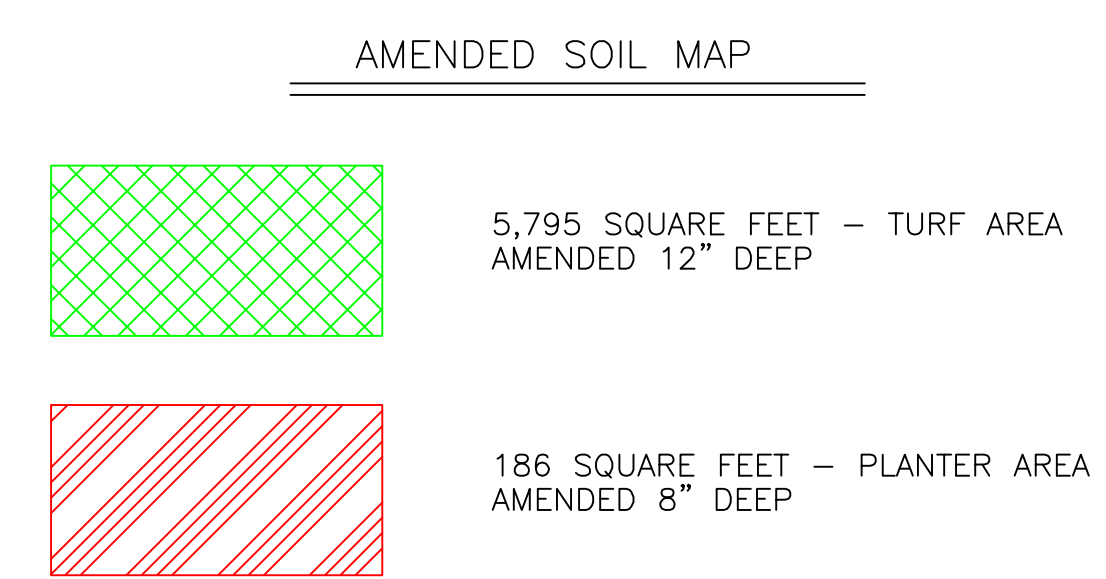 AMENDED SOIL MAP
5,795 SQUARE FEET – TURF AREA
AMENDED 12” DEEP
186 SQUARE FEET – PLANTER AREA
AMENDED 8” DEEP